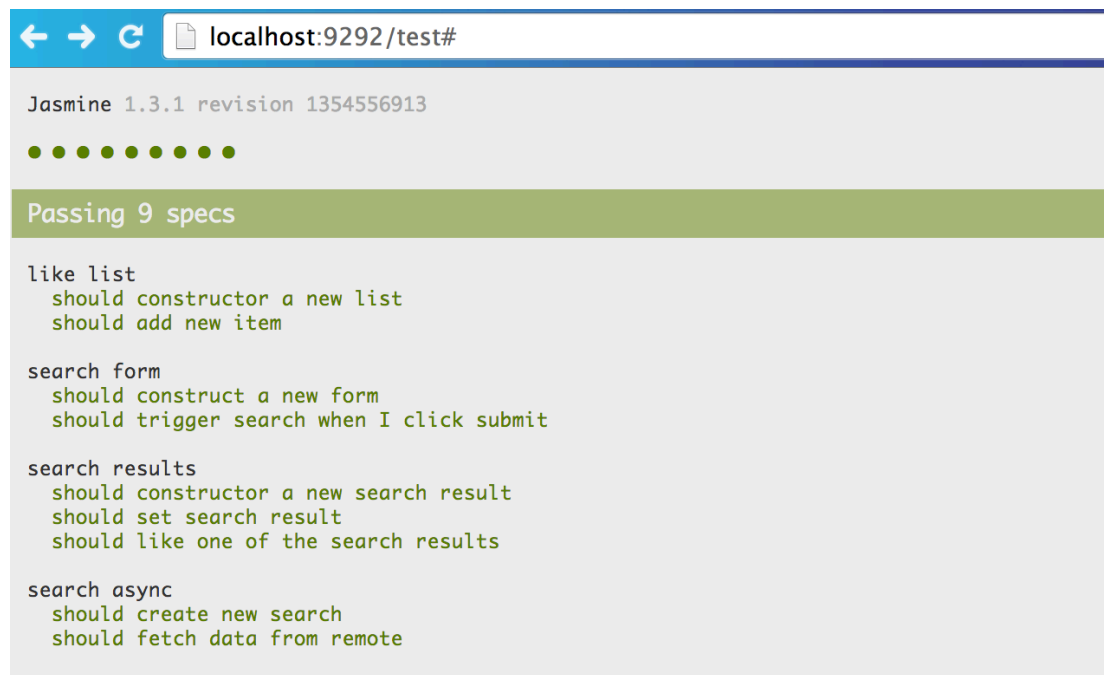 localhost:9292/test#
Jasmine 1.3.1 revision 1354556913
Passing 9 specs
like list
should constructor a new list
should add new item
search form
should construct a new form
should trigger search when I click submit
search results
should constructor a new search result
should set search result
should like one of the search results
search async
should create new search
should fetch data from remote